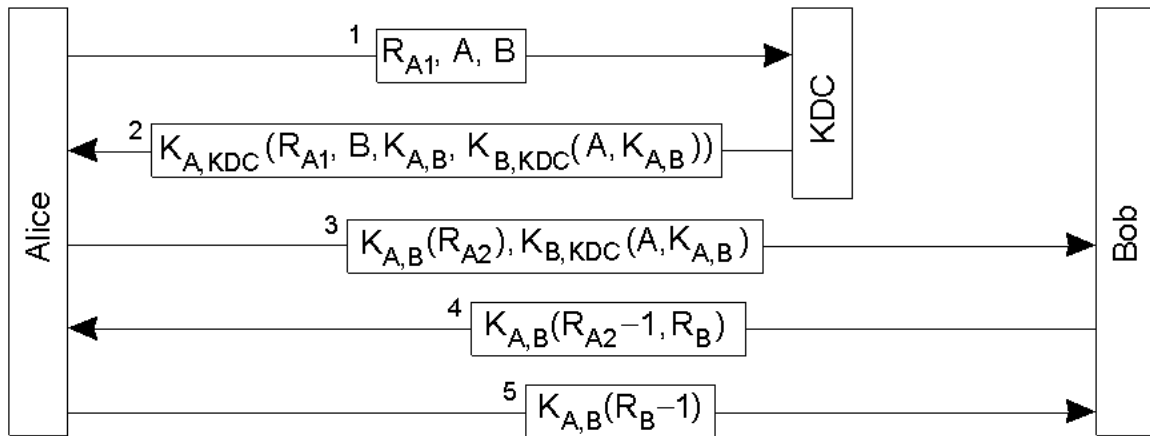 1 R_A1, A, B
2 K_A,KDC(R_A1, B,K_A,B, K_B,KDC(A, K_A,B))
3 K_A,B(R_A2),K_B,KDC(A,K_A,B)
4 K_A,B(R_A2−1,R_B)
5 K_A,B(R_B−1)
Alice
KDC
Bob